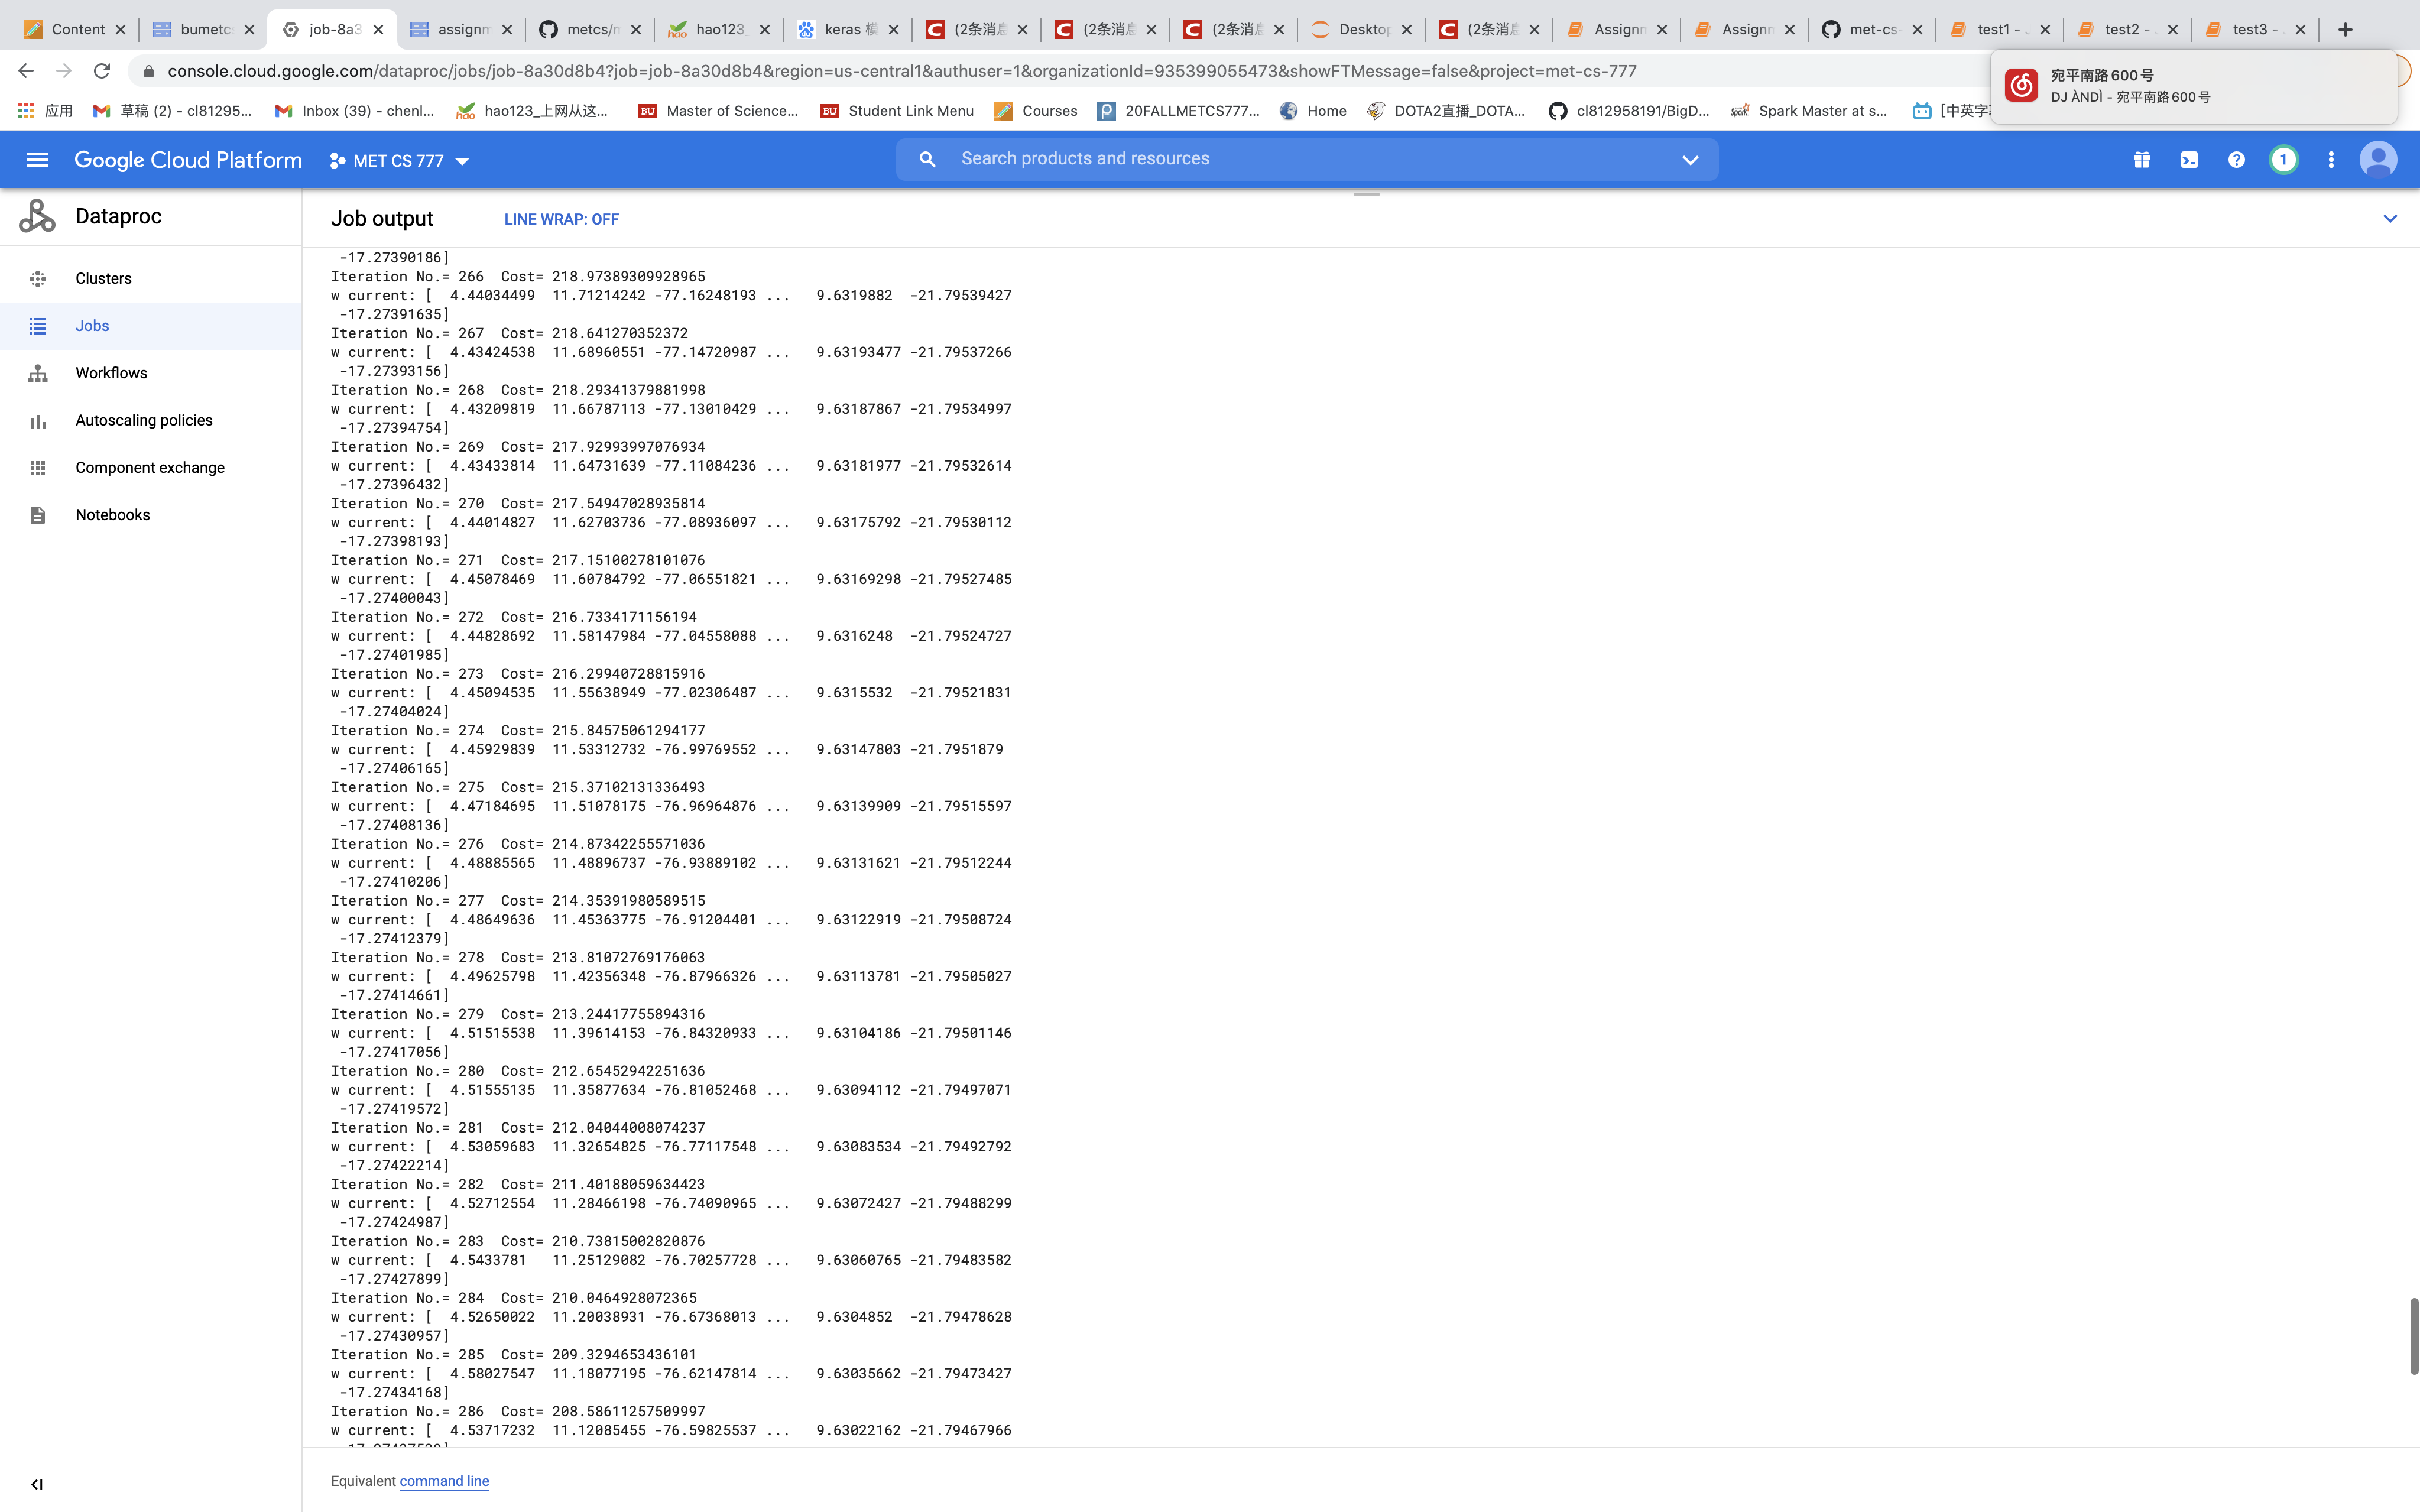 Content
bumetc
job-8a3
assignm
metcs/n
hao123_
keras 模
(2条消息
(2条消息
(2条消息
Desktop
(2条消息
Assignm
Assignm
met-cs-
test1 -
test2 -
test3 -
console.cloud.google.com/dataproc/jobs/job-8a30d8b4?job=job-8a30d8b4&region=us-central1&authuser=1&organizationId=935399055473&showFTMessage=false&project=met-cs-777
宛平南路600号
DJ ÀNDÌ - 宛平南路600号
应用
草稿 (2) - cl81295...
Inbox (39) - chenl...
hao123_上网从这...
BU Master of Science...
BU Student Link Menu
Courses
20FALLMETCS777...
Home
DOTA2直播_DOTA...
cl812958191/BigD...
Spark Master at s...
[中英字
Google Cloud Platform
MET CS 777
Search products and resources
1
Dataproc
Job output
LINE WRAP: OFF
Clusters
Jobs
Workflows
Autoscaling policies
Component exchange
Notebooks
-17.27390186]
Iteration No.= 266 Cost= 218.97389309928965
w current: [ 4.44034499 11.71214242 -77.16248193 ... 9.6319882 -21.79539427
-17.27391635]
Iteration No.= 267 Cost= 218.641270352372
w current: [ 4.43424538 11.68960551 -77.14720987 ... 9.63193477 -21.79537266
-17.27393156]
Iteration No.= 268 Cost= 218.29341379881998
w current: [ 4.43209819 11.66787113 -77.13010429 ... 9.63187867 -21.79534997
-17.27394754]
Iteration No.= 269 Cost= 217.92993997076934
w current: [ 4.43433814 11.64731639 -77.11084236 ... 9.63181977 -21.79532614
-17.27396432]
Iteration No.= 270 Cost= 217.54947028935814
w current: [ 4.44014827 11.62703736 -77.08936097 ... 9.63175792 -21.79530112
-17.27398193]
Iteration No.= 271 Cost= 217.15100278101076
w current: [ 4.45078469 11.60784792 -77.06551821 ... 9.63169298 -21.79527485
-17.27400043]
Iteration No.= 272 Cost= 216.7334171156194
w current: [ 4.44828692 11.58147984 -77.04558088 ... 9.6316248 -21.79524727
-17.27401985]
Iteration No.= 273 Cost= 216.29940728815916
w current: [ 4.45094535 11.55638949 -77.02306487 ... 9.6315532 -21.79521831
-17.27404024]
Iteration No.= 274 Cost= 215.84575061294177
w current: [ 4.45929839 11.53312732 -76.99769552 ... 9.63147803 -21.7951879
-17.27406165]
Iteration No.= 275 Cost= 215.37102131336493
w current: [ 4.47184695 11.51078175 -76.96964876 ... 9.63139909 -21.79515597
-17.27408136]
Iteration No.= 276 Cost= 214.87342255571036
w current: [ 4.48885565 11.48896737 -76.93889102 ... 9.63131621 -21.79512244
-17.27410206]
Iteration No.= 277 Cost= 214.35391980589515
w current: [ 4.48649636 11.45363775 -76.91204401 ... 9.63122919 -21.79508724
-17.27412379]
Iteration No.= 278 Cost= 213.81072769176063
w current: [ 4.49625798 11.42356348 -76.87966326 ... 9.63113781 -21.79505027
-17.27414661]
Iteration No.= 279 Cost= 213.24417755894316
w current: [ 4.51515538 11.39614153 -76.84320933 ... 9.63104186 -21.79501146
-17.27417056]
Iteration No.= 280 Cost= 212.65452942251636
w current: [ 4.51555135 11.35877634 -76.81052468 ... 9.63094112 -21.79497071
-17.27419572]
Iteration No.= 281 Cost= 212.04044008074237
w current: [ 4.53059683 11.32654825 -76.77117548 ... 9.63083534 -21.79492792
-17.27422214]
Iteration No.= 282 Cost= 211.40188059634423
w current: [ 4.52712554 11.28466198 -76.74090965 ... 9.63072427 -21.79488299
-17.27424987]
Iteration No.= 283 Cost= 210.73815002820876
w current: [ 4.5433781 11.25129082 -76.70257728 ... 9.63060765 -21.79483582
-17.27427899]
Iteration No.= 284 Cost= 210.0464928072365
w current: [ 4.52650022 11.20038931 -76.67368013 ... 9.6304852 -21.79478628
-17.27430957]
Iteration No.= 285 Cost= 209.3294653436101
w current: [ 4.58027547 11.18077195 -76.62147814 ... 9.63035662 -21.79473427
-17.27434168]
Iteration No.= 286 Cost= 208.58611257509997
w current: [ 4.53717232 11.12085455 -76.59825537 ... 9.63022162 -21.79467966
Equivalent command line